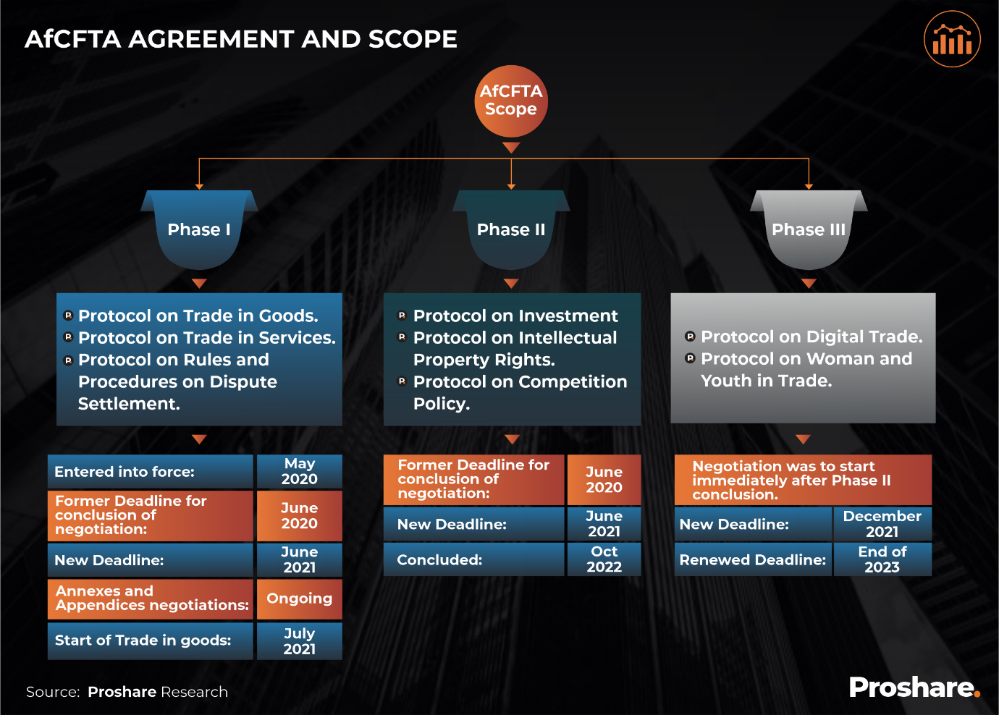 AfCFTA AGREEMENT AND SCOPE
AfCFTA
Scope
Phase I
Protocol on Trade in Goods.
Protocol on Trade in Services.
Protocol on Rules and
Procedures on Dispute
Settlement.
Entered into force:
May
2020
Former Deadline for
conclusion of
negotiation:
June
2020
New Deadline:
June
2021
Annexes and
Appendices negotiations:
Ongoing
Start of Trade in goods:
July
2021
Phase II
Protocol on Investment
Protocol on Intellectual
Property Rights.
Protocol on Competition
Policy.
Former Deadline for
conclusion of
negotiation:
June
2020
New Deadline:
June
2021
Concluded:
Oct
2022
Phase III
Protocol on Digital Trade.
Protocol on Woman and
Youth in Trade.
Negotiation was to start
immediately after Phase II
conclusion.
New Deadline:
December
2021
Renewed Deadline:
End of
2023
Source: Proshare Research
Proshare.